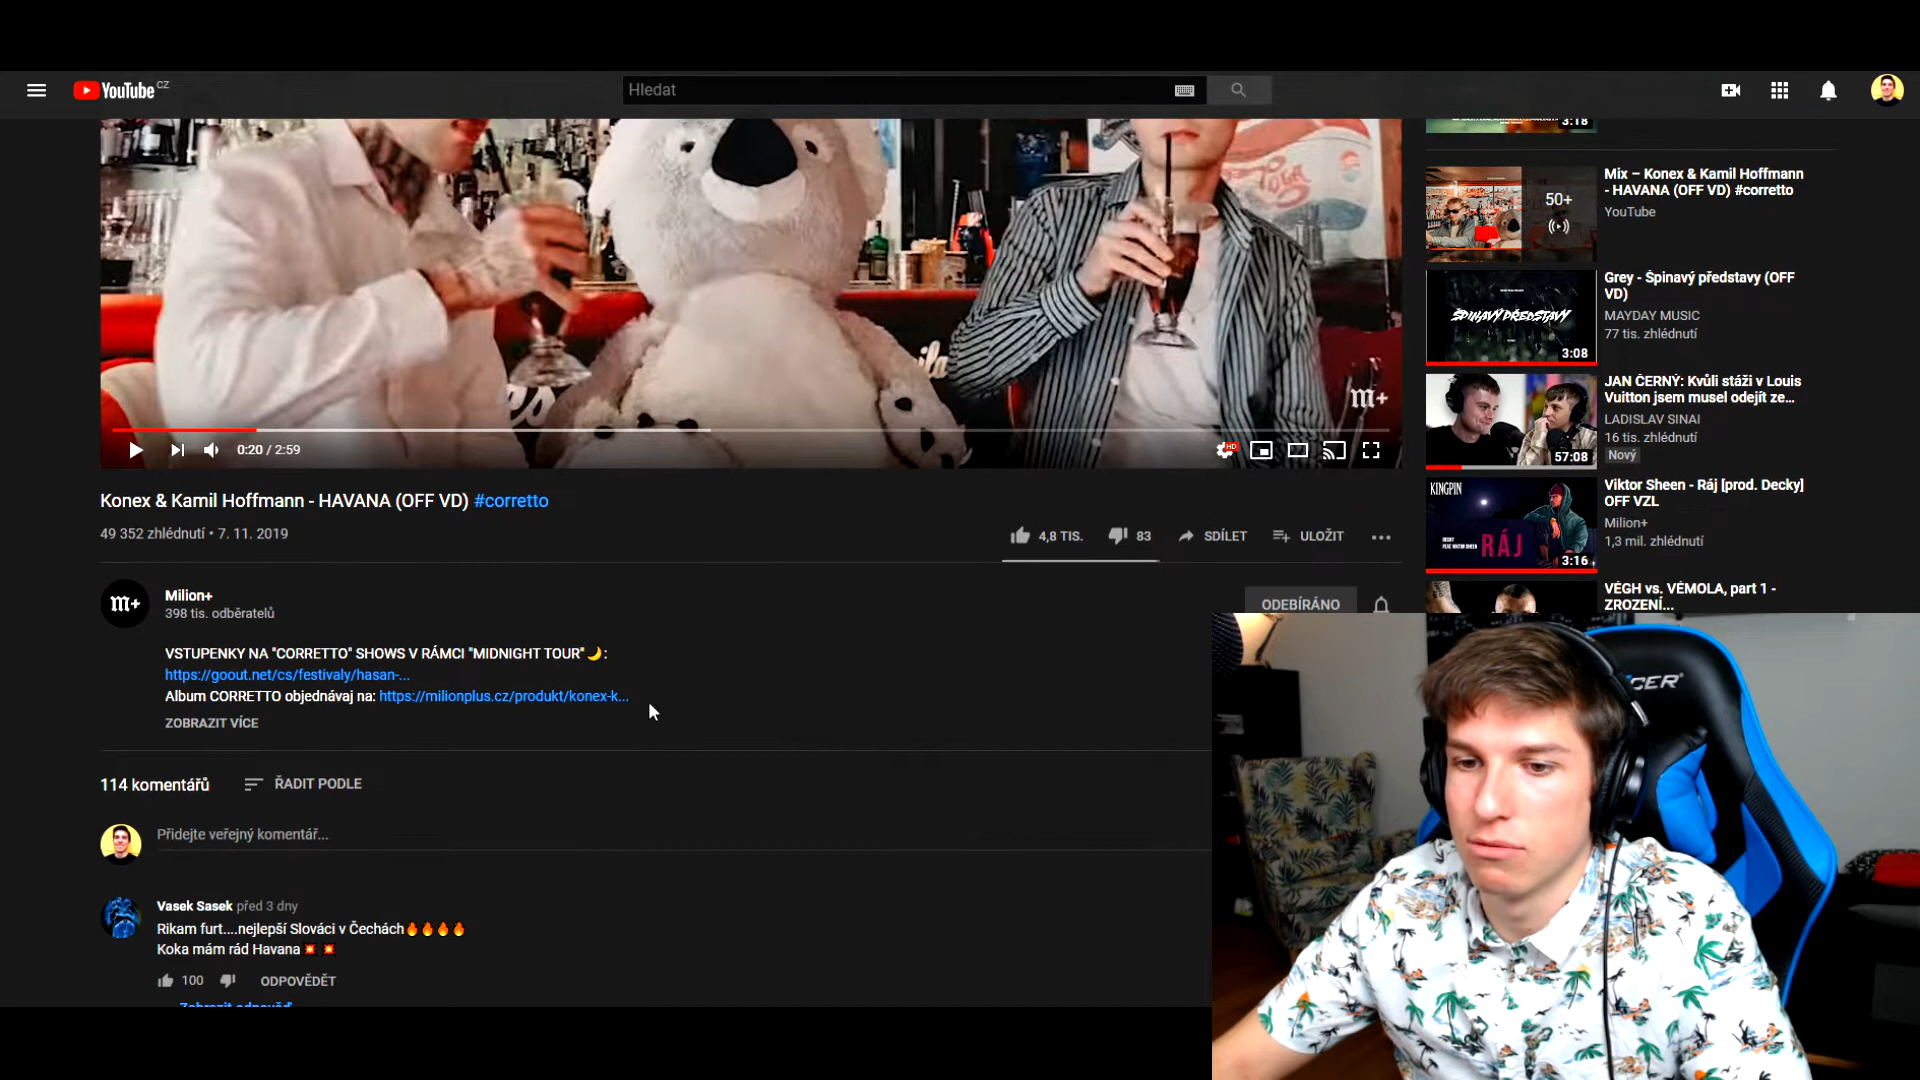 YouTube CZ
Hledat
m+
0:20 / 2:59
HD
Konex & Kamil Hoffmann - HAVANA (OFF VD) #corretto
49 352 zhlédnutí • 7. 11. 2019
4,8 TIS.
83
SDÍLET
ULOŽIT
m+
Milion+
398 tis. odběratelů
ODEBÍRÁNO
VSTUPENKY NA "CORRETTO" SHOWS V RÁMCI "MIDNIGHT TOUR"🌙:
https://goout.net/cs/festivaly/hasan-...
Album CORRETTO objednávaj na: https://milionplus.cz/produkt/konex-k...
ZOBRAZIT VÍCE
114 komentářů
ŘADIT PODLE
Přidejte veřejný komentář...
Vasek Sasek před 3 dny
Rikam furt....nejlepší Slováci v Čechách🔥🔥🔥🔥
Koka mám rád Havana💥💥
100
ODPOVĚDĚT
Zobrazit odpověď
3:18
Mix – Konex & Kamil Hoffmann
- HAVANA (OFF VD) #corretto
YouTube
50+
Grey - Špinavý představy (OFF
VD)
MAYDAY MUSIC
77 tis. zhlédnutí
ŠPINAVÝ PŘEDSTAVY
3:08
JAN ČERNÝ: Kvůli stáži v Louis
Vuitton jsem musel odejít ze...
LADISLAV SINAI
16 tis. zhlédnutí
Nový
57:08
Viktor Sheen - Ráj [prod. Decky]
OFF VZL
Milion+
1,3 mil. zhlédnutí
KINGPIN
RÁJ
3:16
VÉGH vs. VÉMOLA, part 1 -
ZROZENÍ...